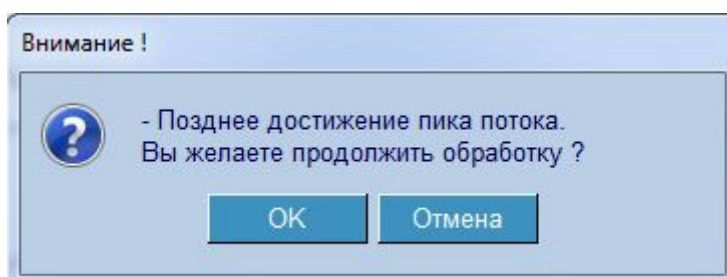 Внимание !
- Позднее достижение пика потока.
Вы желаете продолжить обработку ?
OK
Отмена